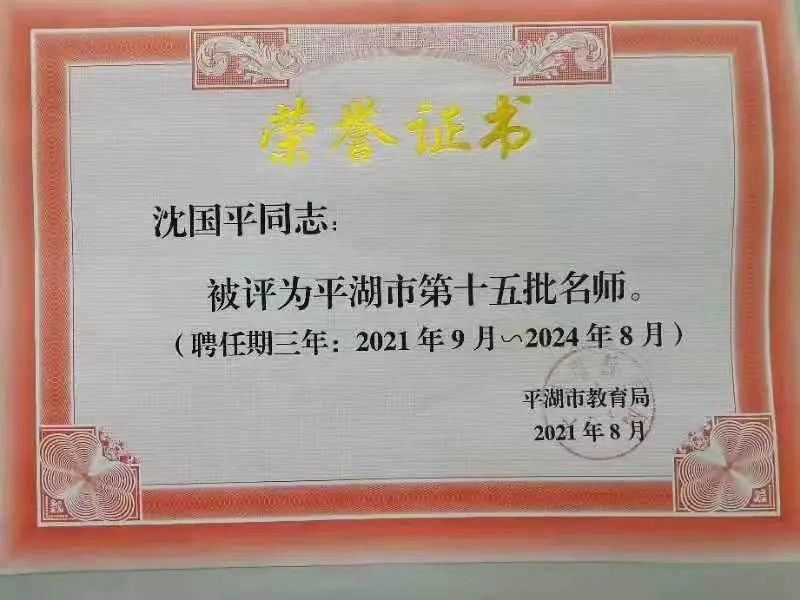 荣誉证书
沈国平同志：
被评为平湖市第十五批名师。
（聘任期三年：2021年9月～2024年8月）
平湖市教育局
2021年8月